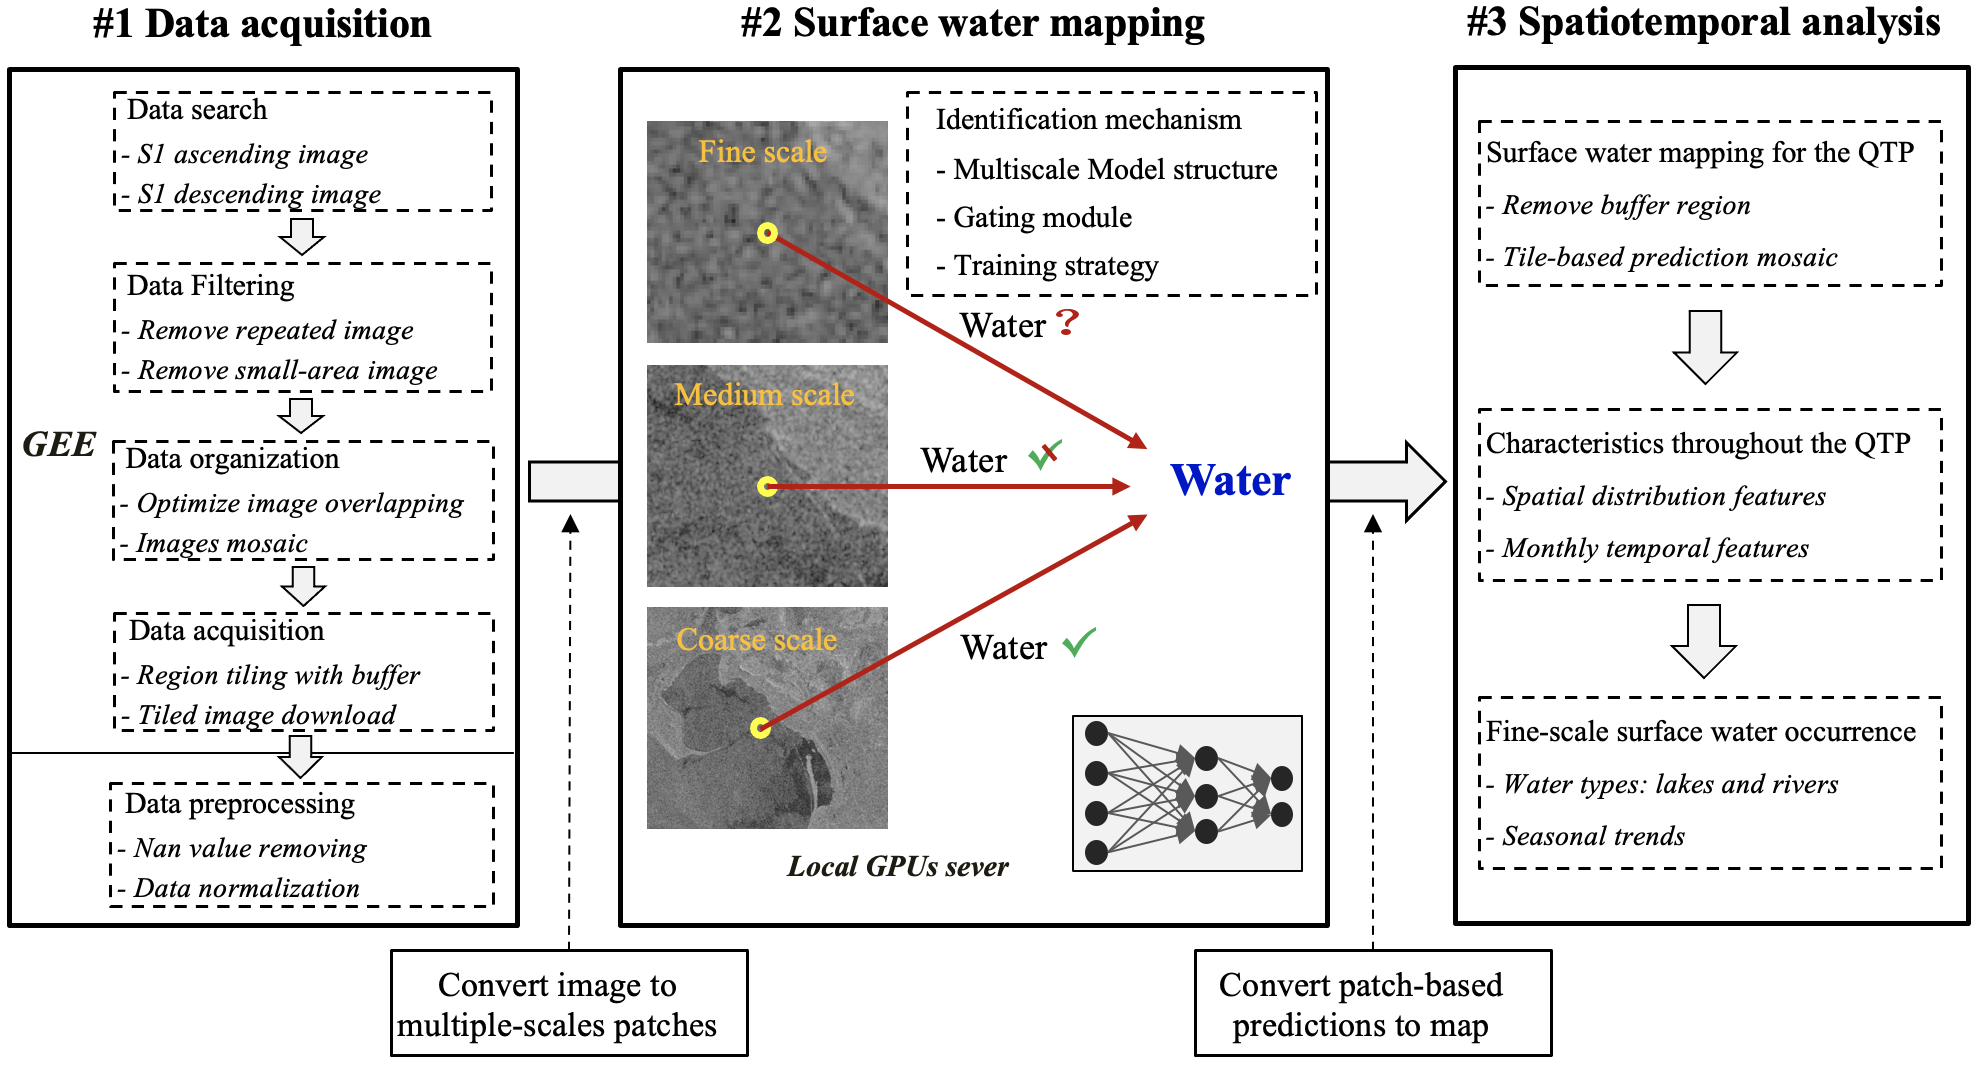 #1 Data acquisition
Data search
- S1 ascending image
- S1 descending image
Data Filtering
- Remove repeated image
- Remove small-area image
GEE
Data organization
- Optimize image overlapping
- Images mosaic
Data acquisition
- Region tiling with buffer
- Tiled image download
Data preprocessing
- Nan value removing
- Data normalization
Convert image to
multiple-scales patches
#2 Surface water mapping
Fine scale
Identification mechanism
- Multiscale Model structure
- Gating module
- Training strategy
Water ?
Medium scale
Water
Water
Coarse scale
Water
Local GPUs sever
Convert patch-based
predictions to map
#3 Spatiotemporal analysis
Surface water mapping for the QTP
- Remove buffer region
- Tile-based prediction mosaic
Characteristics throughout the QTP
- Spatial distribution features
- Monthly temporal features
Fine-scale surface water occurrence
- Water types: lakes and rivers
- Seasonal trends